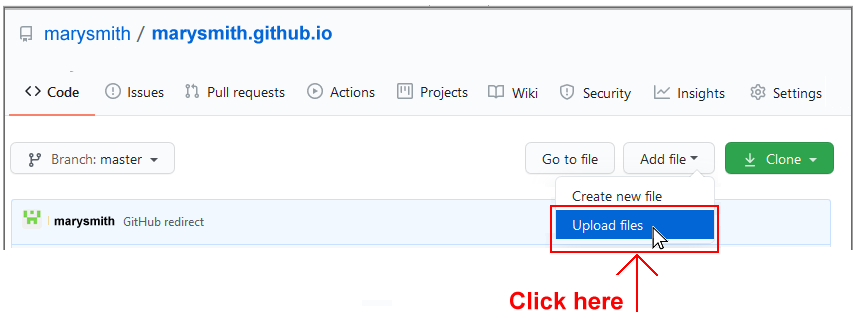 marysmith / marysmith.github.io
Code Issues Pull requests Actions Projects Wiki Security Insights Settings
Branch: master Go to file Add file Clone
Create new file
marysmith GitHub redirect
Upload files
Click here